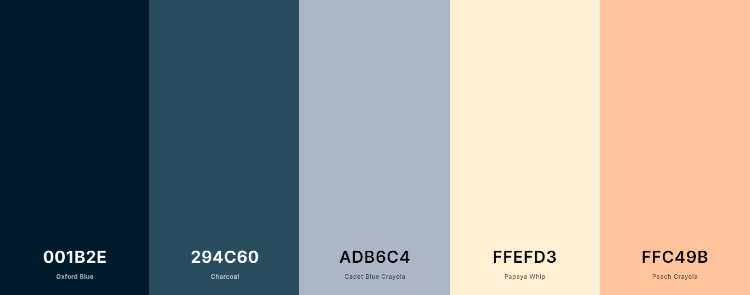 001B2E 294C60 ADB6C4 FFEFD3 FFC49B
Oxford Blue Charcoal Cadet Blue Crayola Papaya Whip Peach Crayola